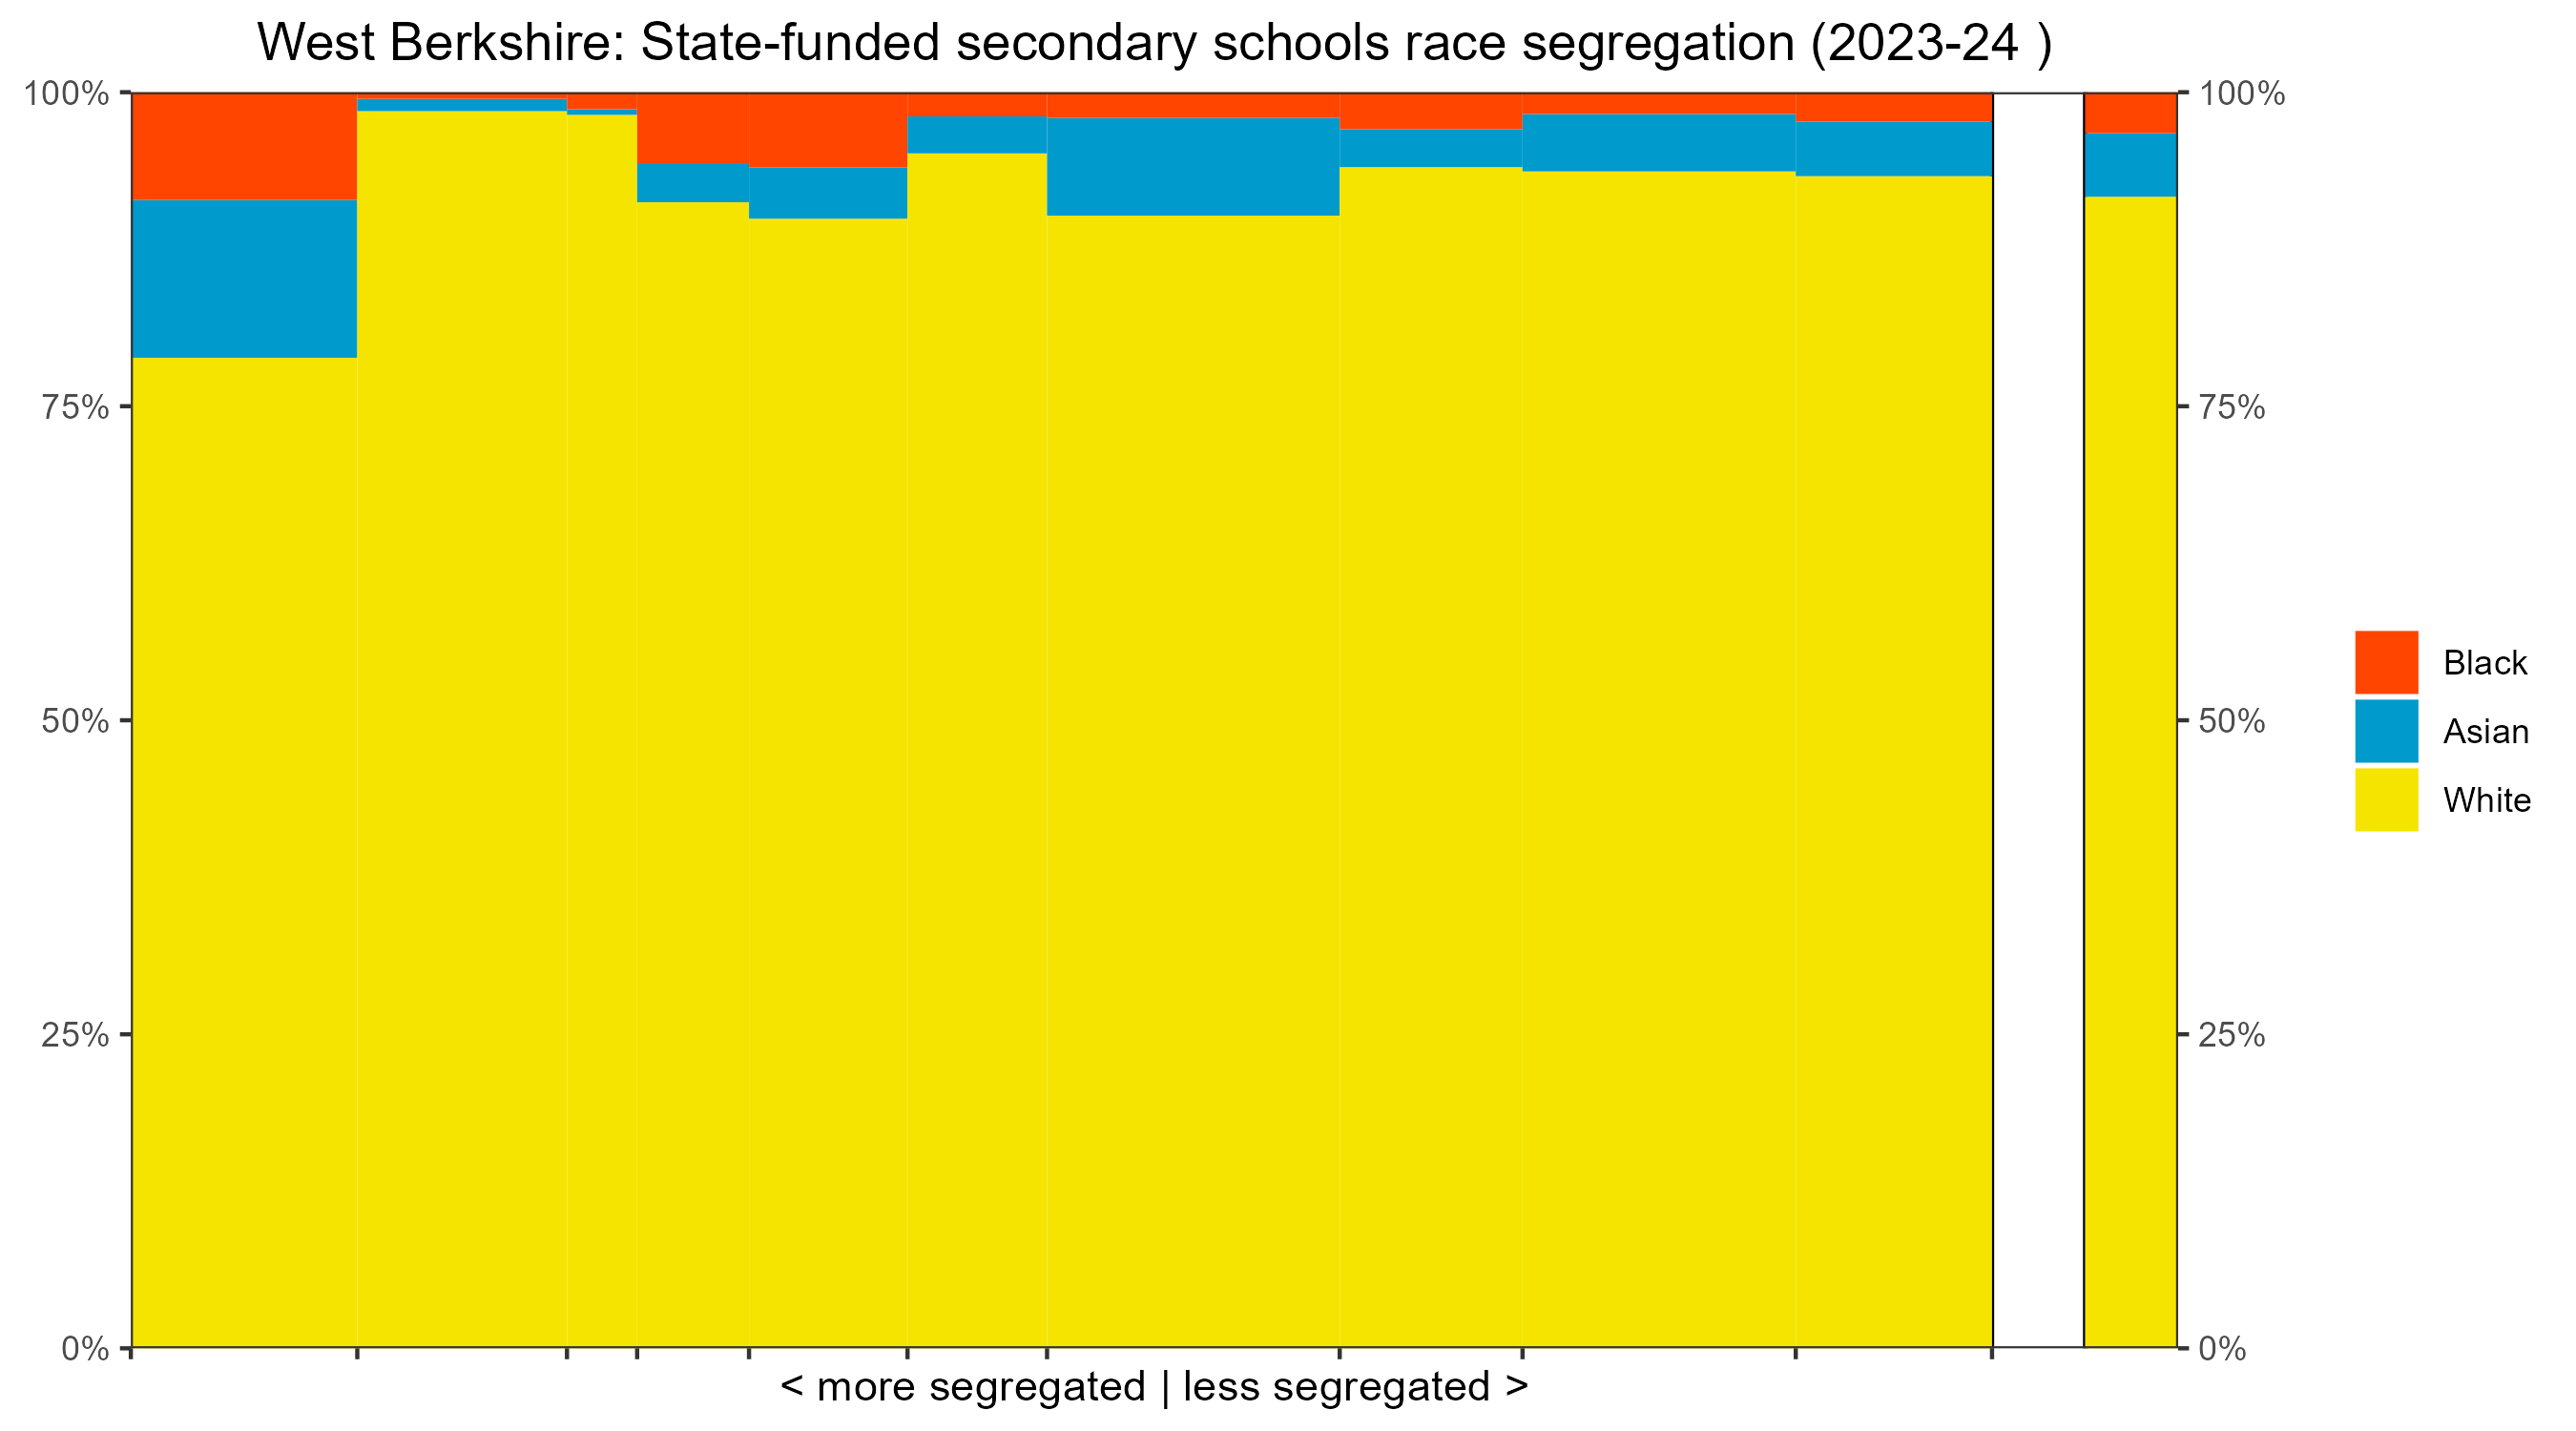 West Berkshire: State-funded secondary schools race segregation (2023-24 )
100%
75%
50%
25%
0%
100%
75%
50%
25%
0%
Black
Asian
White
< more segregated | less segregated >